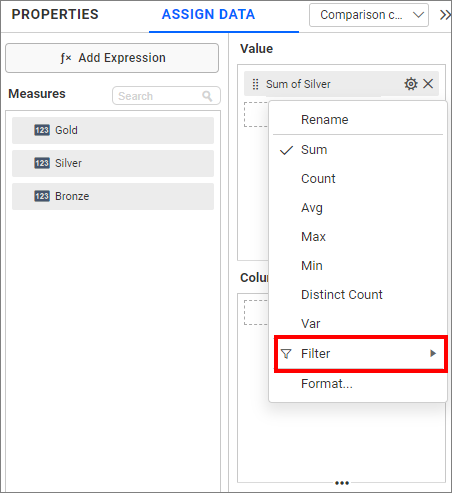 PROPERTIES
ASSIGN DATA
Comparison c...
ƒx Add Expression
Measures
Search
123 Gold
123 Silver
123 Bronze
Value
Sum of Silver
Rename
Sum
Count
Avg
Max
Min
Distinct Count
Var
Filter
Format...
Colu